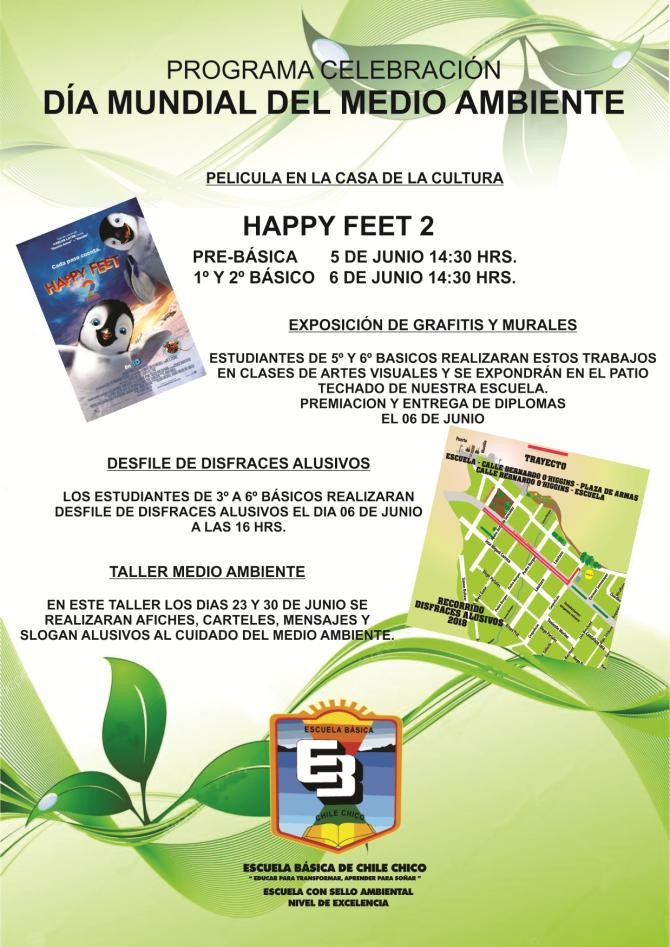 PROGRAMA CELEBRACIÓN
DÍA MUNDIAL DEL MEDIO AMBIENTE
PELICULA EN LA CASA DE LA CULTURA
HAPPY FEET 2
PRE-BÁSICA 5 DE JUNIO 14:30 HRS.
1º Y 2º BÁSICO 6 DE JUNIO 14:30 HRS.
Cada paso cuenta.
HAPPY FEET
2
EXPOSICIÓN DE GRAFITIS Y MURALES
ESTUDIANTES DE 5º Y 6º BASICOS REALIZARAN ESTOS TRABAJOS
EN CLASES DE ARTES VISUALES Y SE EXPONDRÁN EN EL PATIO
TECHADO DE NUESTRA ESCUELA.
PREMIACION Y ENTREGA DE DIPLOMAS
EL 06 DE JUNIO
DESFILE DE DISFRACES ALUSIVOS
LOS ESTUDIANTES DE 3º A 6º BÁSICOS REALIZARAN
DESFILE DE DISFRACES ALUSIVOS EL DIA 06 DE JUNIO
A LAS 16 HRS.
TRAYECTO
ESCUELA - CALLE BERNARDO O'HIGGINS - PLAZA DE ARMAS
CALLE BERNARDO O'HIGGINS - ESCUELA
RECORRIDO
DISFRACES ALUSIVOS
2018
TALLER MEDIO AMBIENTE
EN ESTE TALLER LOS DIAS 23 Y 30 DE JUNIO SE
REALIZARAN AFICHES, CARTELES, MENSAJES Y
SLOGAN ALUSIVOS AL CUIDADO DEL MEDIO AMBIENTE.
ESCUELA BÁSICA
EB
CHILE CHICO
ESCUELA BÁSICA DE CHILE CHICO
" EDUCAR PARA TRANSFORMAR, APRENDER PARA SOÑAR "
ESCUELA CON SELLO AMBIENTAL
NIVEL DE EXCELENCIA